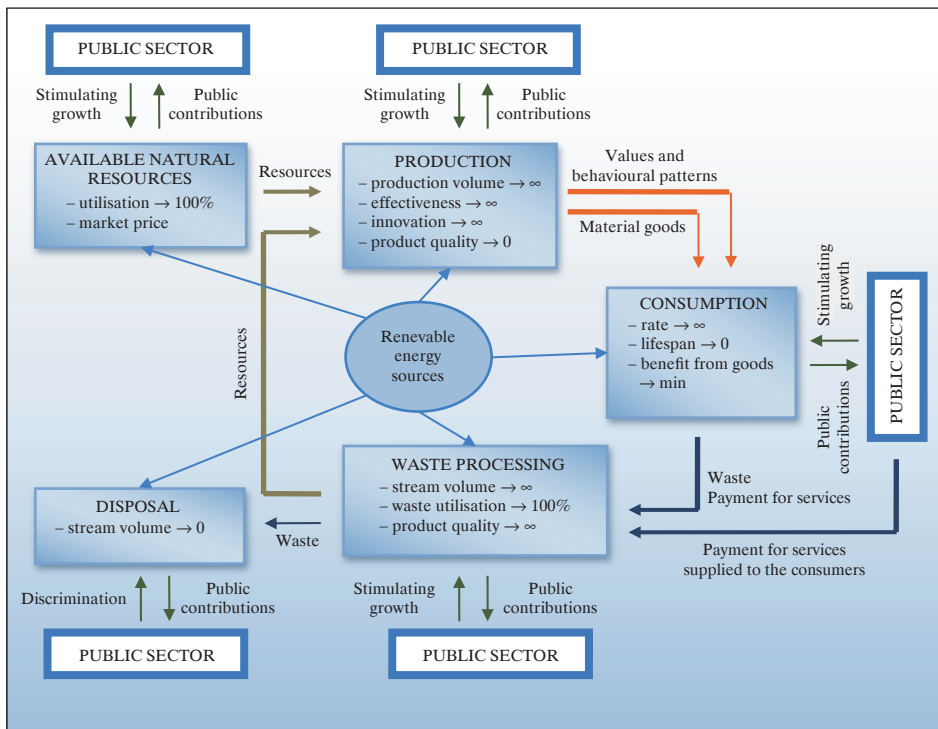 PUBLIC SECTOR
PUBLIC SECTOR
Stimulating
growth
Public
contributions
Stimulating
growth
Public
contributions
AVAILABLE NATURAL
RESOURCES
– utilisation → 100%
– market price
Resources
PRODUCTION
– production volume → ∞
– effectiveness → ∞
– innovation → ∞
– product quality → 0
Values and
behavioural patterns
Material goods
Resources
Renevable
energy
sources
CONSUMPTION
– rate → ∞
– lifespan → 0
– benefit from goods
→ min
Stimulating
growth
Public
contributions
PUBLIC SECTOR
DISPOSAL
– stream volume → 0
Waste
WASTE PROCESSING
– stream volume → ∞
– waste utilisation → 100%
– product quality → ∞
Waste
Payment for services
Payment for services
supplied to the consumers
Discrimination
Public
contributions
Stimulating
growth
Public
contributions
PUBLIC SECTOR
PUBLIC SECTOR